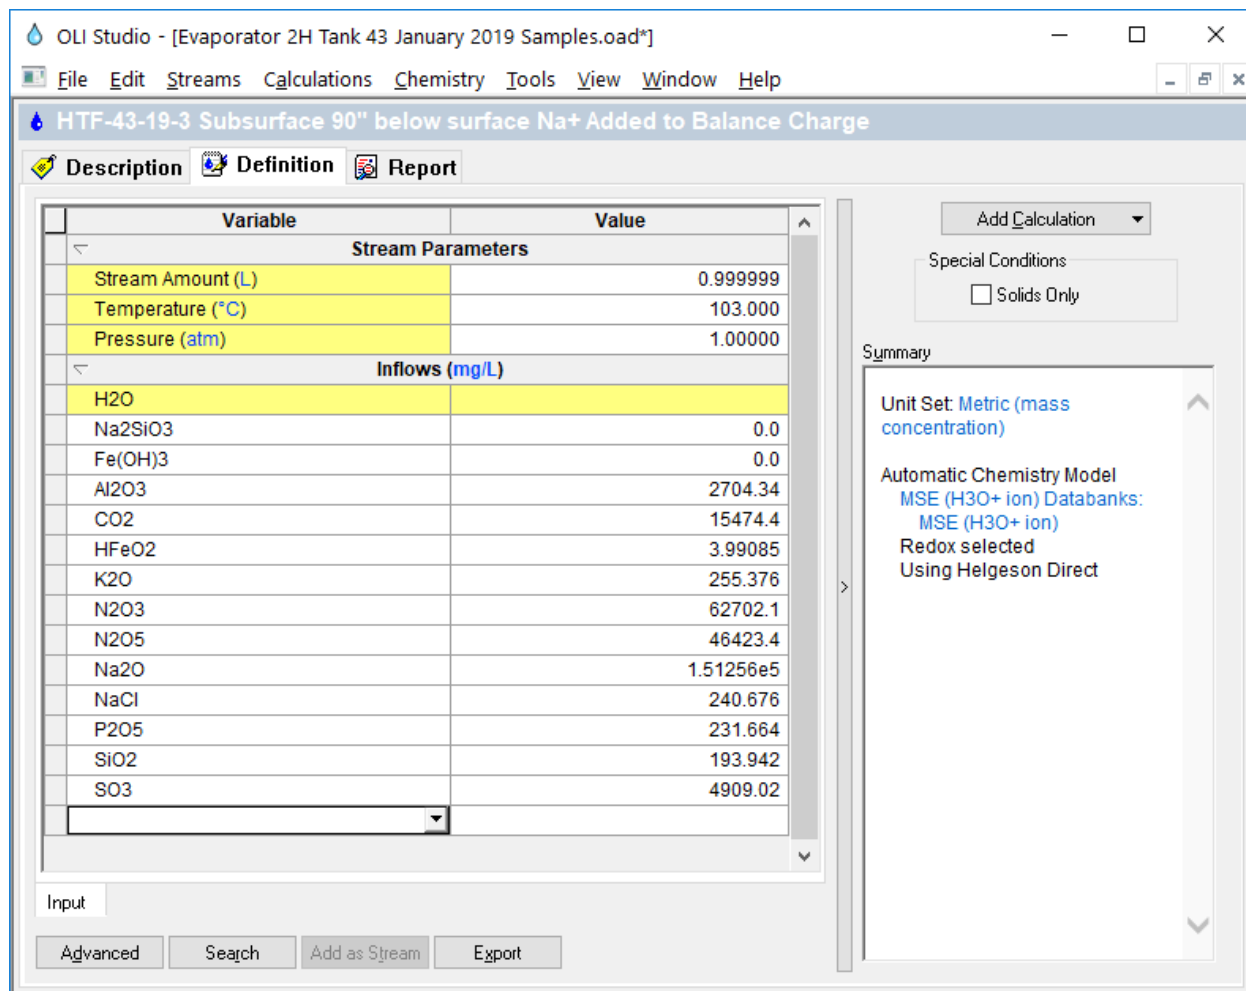 OLI Studio - [Evaporator 2H Tank 43 January 2019 Samples.oad*]
File Edit Streams Calculations Chemistry Tools View Window Help
HTF-43-19-3 Subsurface 90" below surface Na+ Added to Balance Charge
Description Definition Report
Variable Value
Stream Parameters
Stream Amount (L) 0.999999
Temperature (°C) 103.000
Pressure (atm) 1.00000
Inflows (mg/L)
H2O
Na2SiO3 0.0
Fe(OH)3 0.0
Al2O3 2704.34
CO2 15474.4
HFeO2 3.99085
K2O 255.376
N2O3 62702.1
N2O5 46423.4
Na2O 1.51256e5
NaCl 240.676
P2O5 231.664
SiO2 193.942
SO3 4909.02
Input
Advanced Search Add as Stream Export
Add Calculation
Special Conditions
Solids Only
Summary
Unit Set: Metric (mass
concentration)
Automatic Chemistry Model
MSE (H3O+ ion) Databanks:
MSE (H3O+ ion)
Redox selected
Using Helgeson Direct